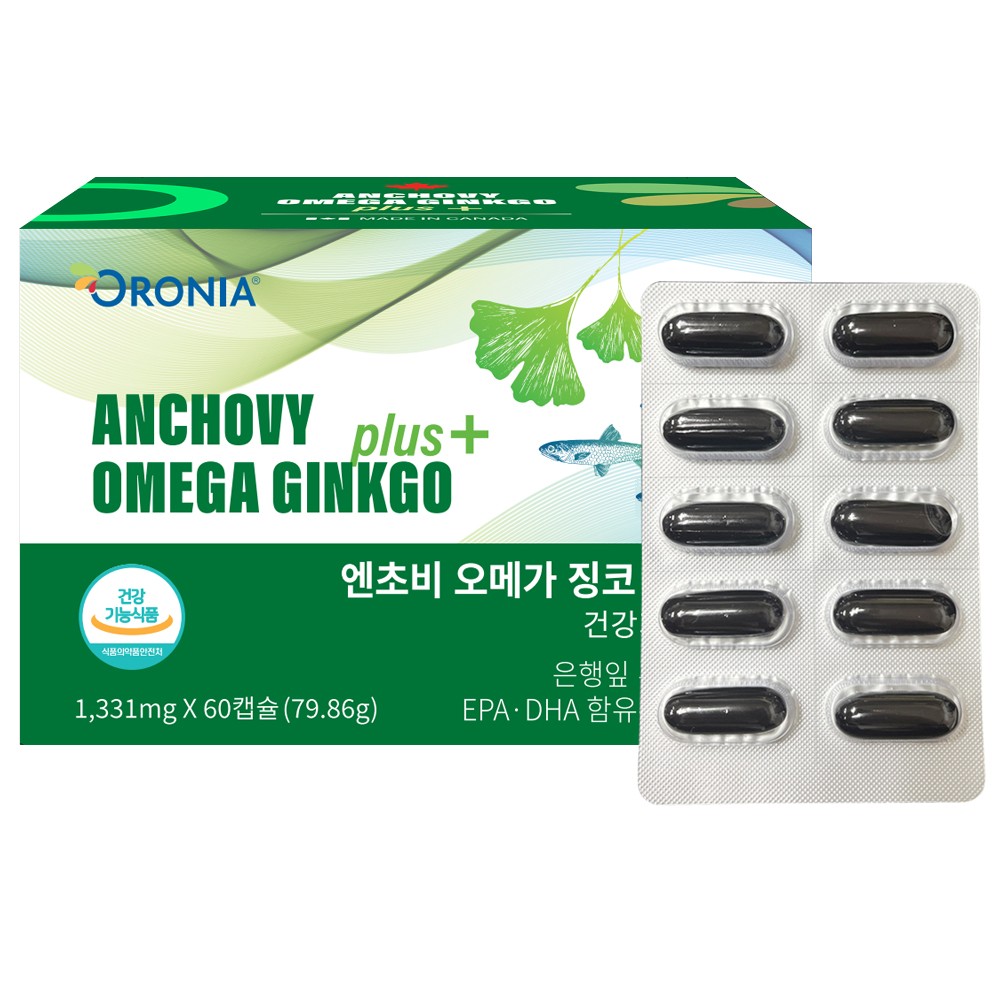 ANCHOVY
OMEGA GINKGO
plus +
MADE IN CANADA
ORONIA®
ANCHOVY
OMEGA GINKGO
plus+
엔초비 오메가 징코
건강
은행잎
EPA·DHA 함유
건강
기능식품
식품의약품안전처
1,331mg X 60캡슐 (79.86g)